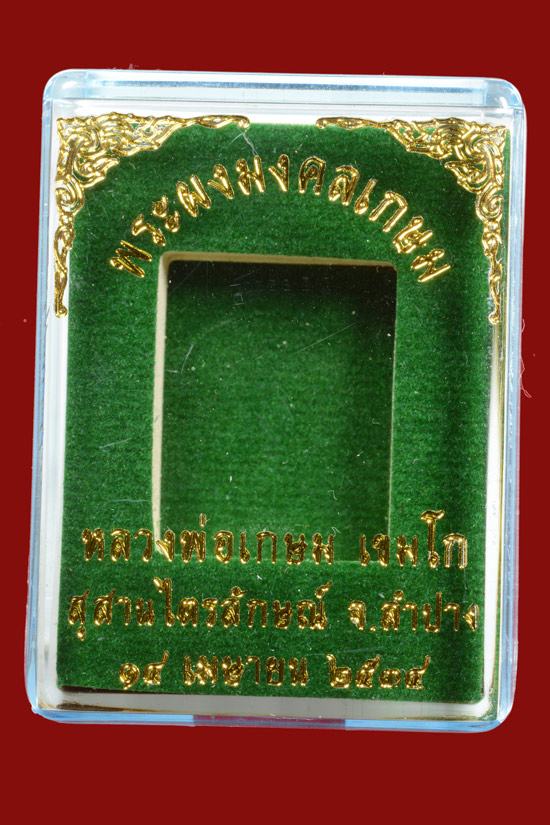 พระผงมงคลเกษม
หลวงพ่อเกษม เขมโก
สุสานไตรลักษณ์ จ.ลำปาง
๑๔ เมษายน ๒๕๓๕